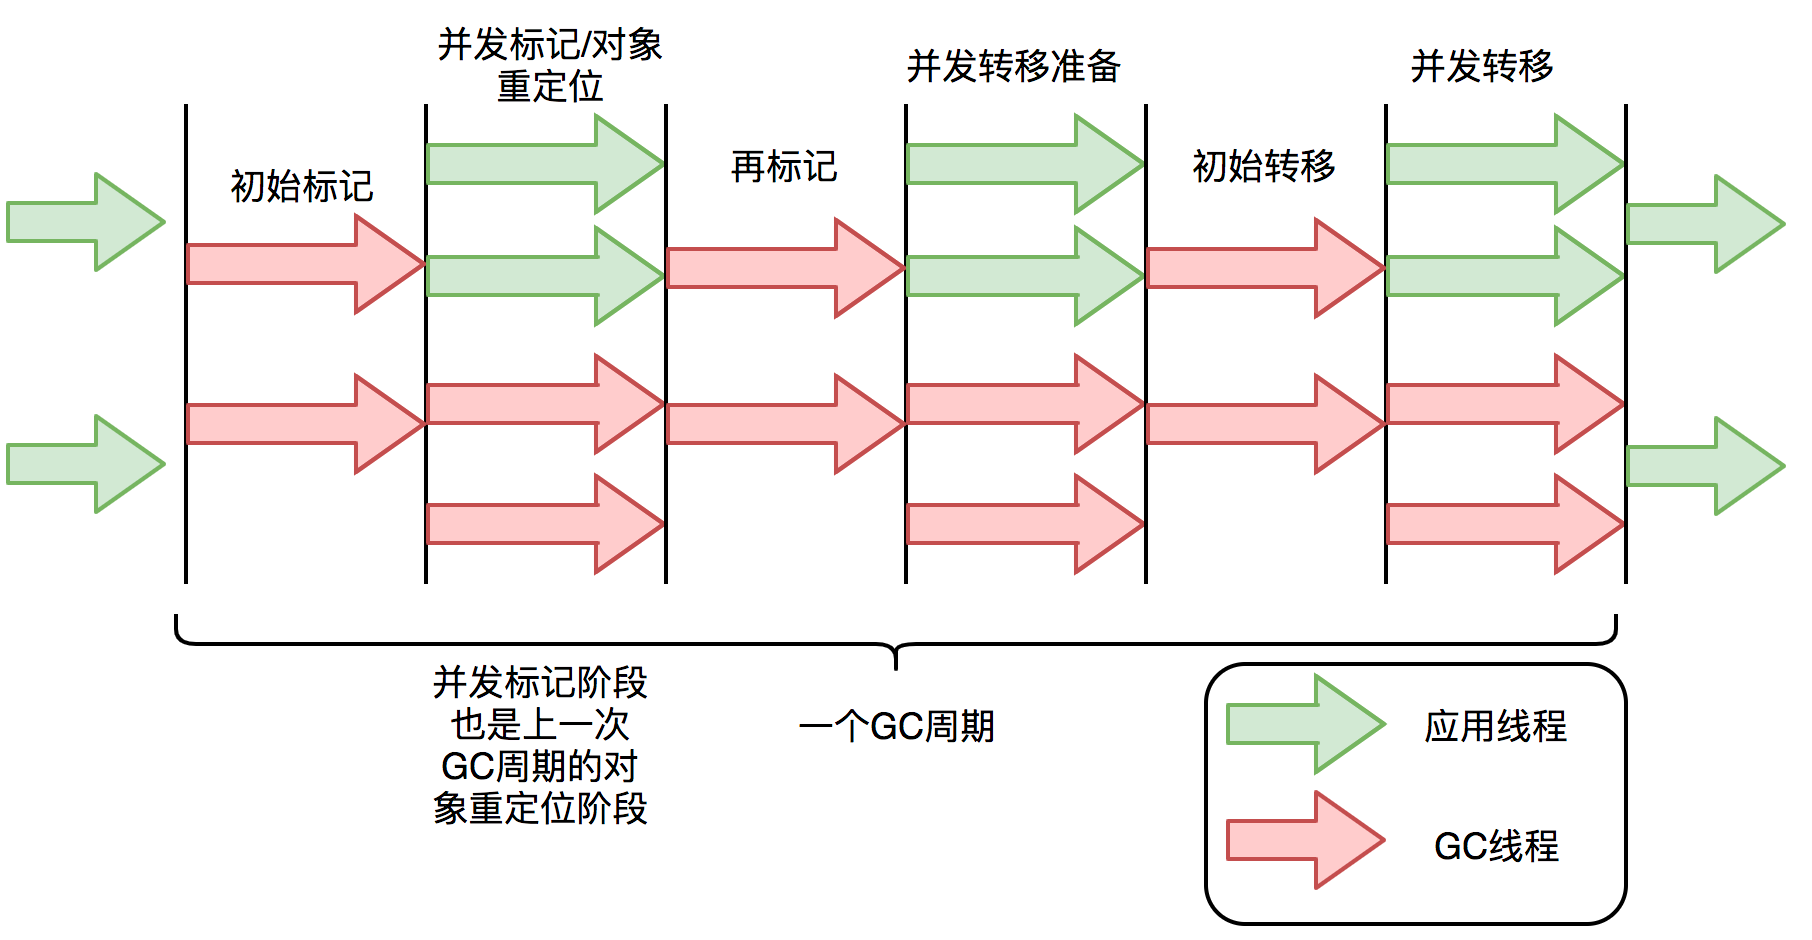 并发标记/对象
重定位
并发转移准备
并发转移
初始标记
再标记
初始转移
并发标记阶段
也是上一次
GC周期的对
象重定位阶段
一个GC周期
应用线程
GC线程